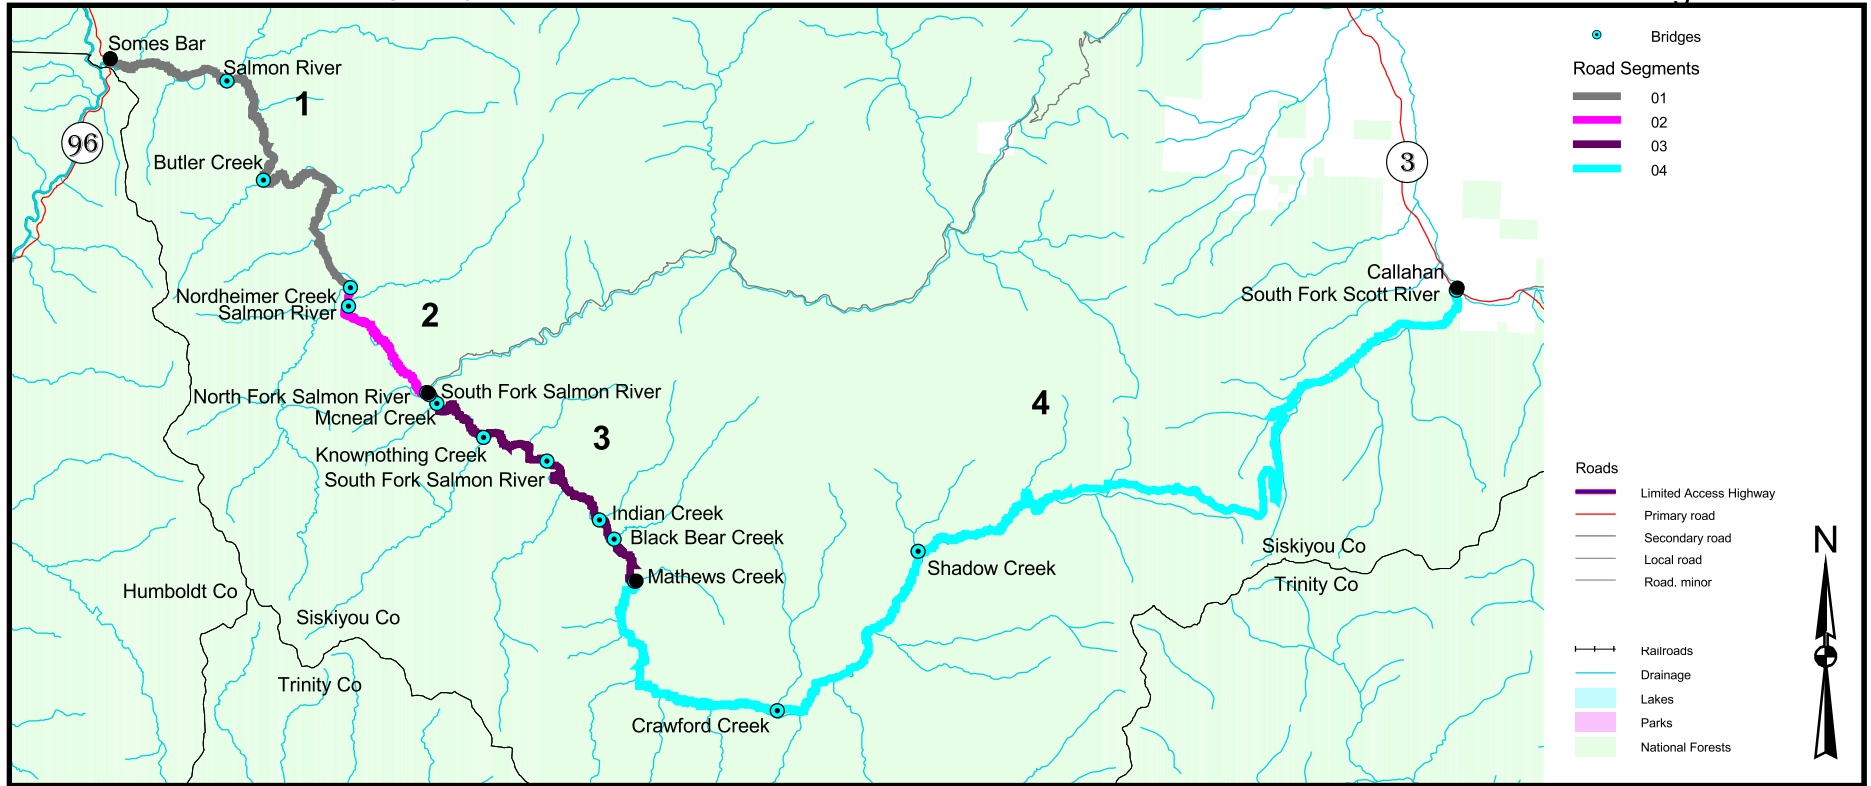 Somes Bar
Salmon River
1
96
Butler Creek
3
Nordheimer Creek
Salmon River
2
Callahan
South Fork Scott River
North Fork Salmon River
South Fork Salmon River
Mcneal Creek
4
3
Knownothing Creek
South Fork Salmon River
Indian Creek
Black Bear Creek
Mathews Creek
Shadow Creek
Siskiyou Co
Trinity Co
Humboldt Co
Siskiyou Co
Trinity Co
Crawford Creek
Bridges
Road Segments
01
02
03
04
Roads
Limited Access Highway
Primary road
Secondary road
Local road
Road, minor
Railroads
Drainage
Lakes
Parks
National Forests
N